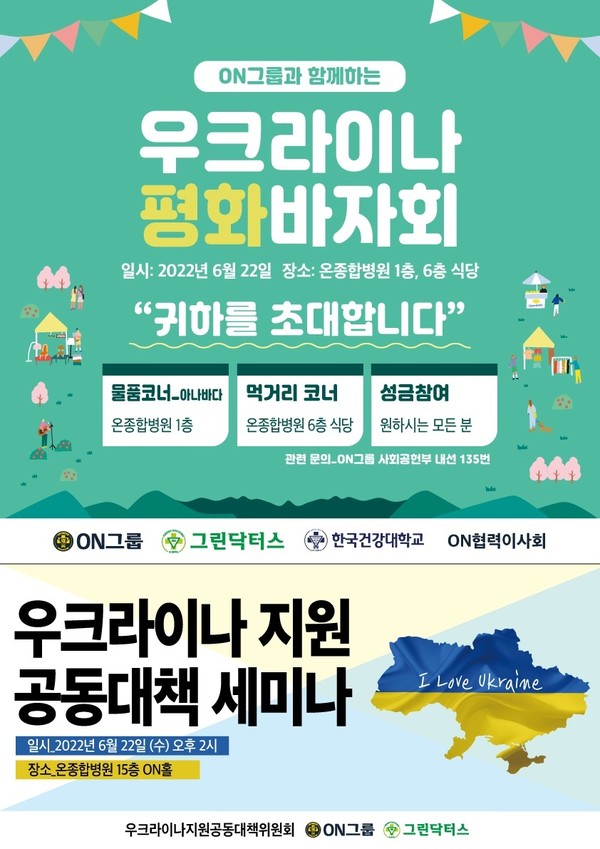 ON그룹과 함께하는
우크라이나
평화바자회
일시: 2022년 6월 22일 장소: 온종합병원 1층, 6층 식당
“귀하를 초대합니다”
물품코너_아나바다
온종합병원 1층
먹거리 코너
온종합병원 6층 식당
성금참여
원하시는 모든 분
관련 문의_ON그룹 사회공헌부 내선 135번
ON그룹 그린닥터스 한국건강대학교 ON협력이사회
우크라이나 지원
공동대책 세미나
I Love Ukraine
일시_2022년 6월 22일 (수) 오후 2시
장소_온종합병원 15층 ON홀
우크라이나지원공동대책위원회 ON그룹 그린닥터스